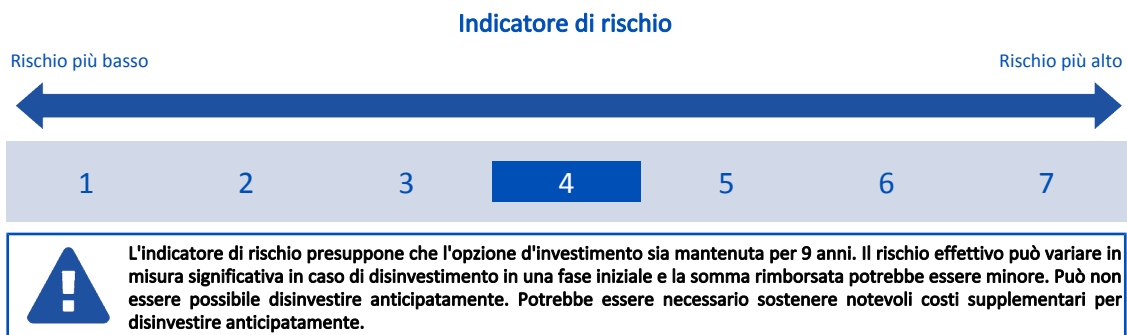 Indicatore di rischio
Rischio più basso
Rischio più alto
1 2 3 4 5 6 7
L'indicatore di rischio presuppone che l'opzione d'investimento sia mantenuta per 9 anni. Il rischio effettivo può variare in
misura significativa in caso di disinvestimento in una fase iniziale e la somma rimborsata potrebbe essere minore. Può non
essere possibile disinvestire anticipatamente. Potrebbe essere necessario sostenere notevoli costi supplementari per
disinvestire anticipatamente.